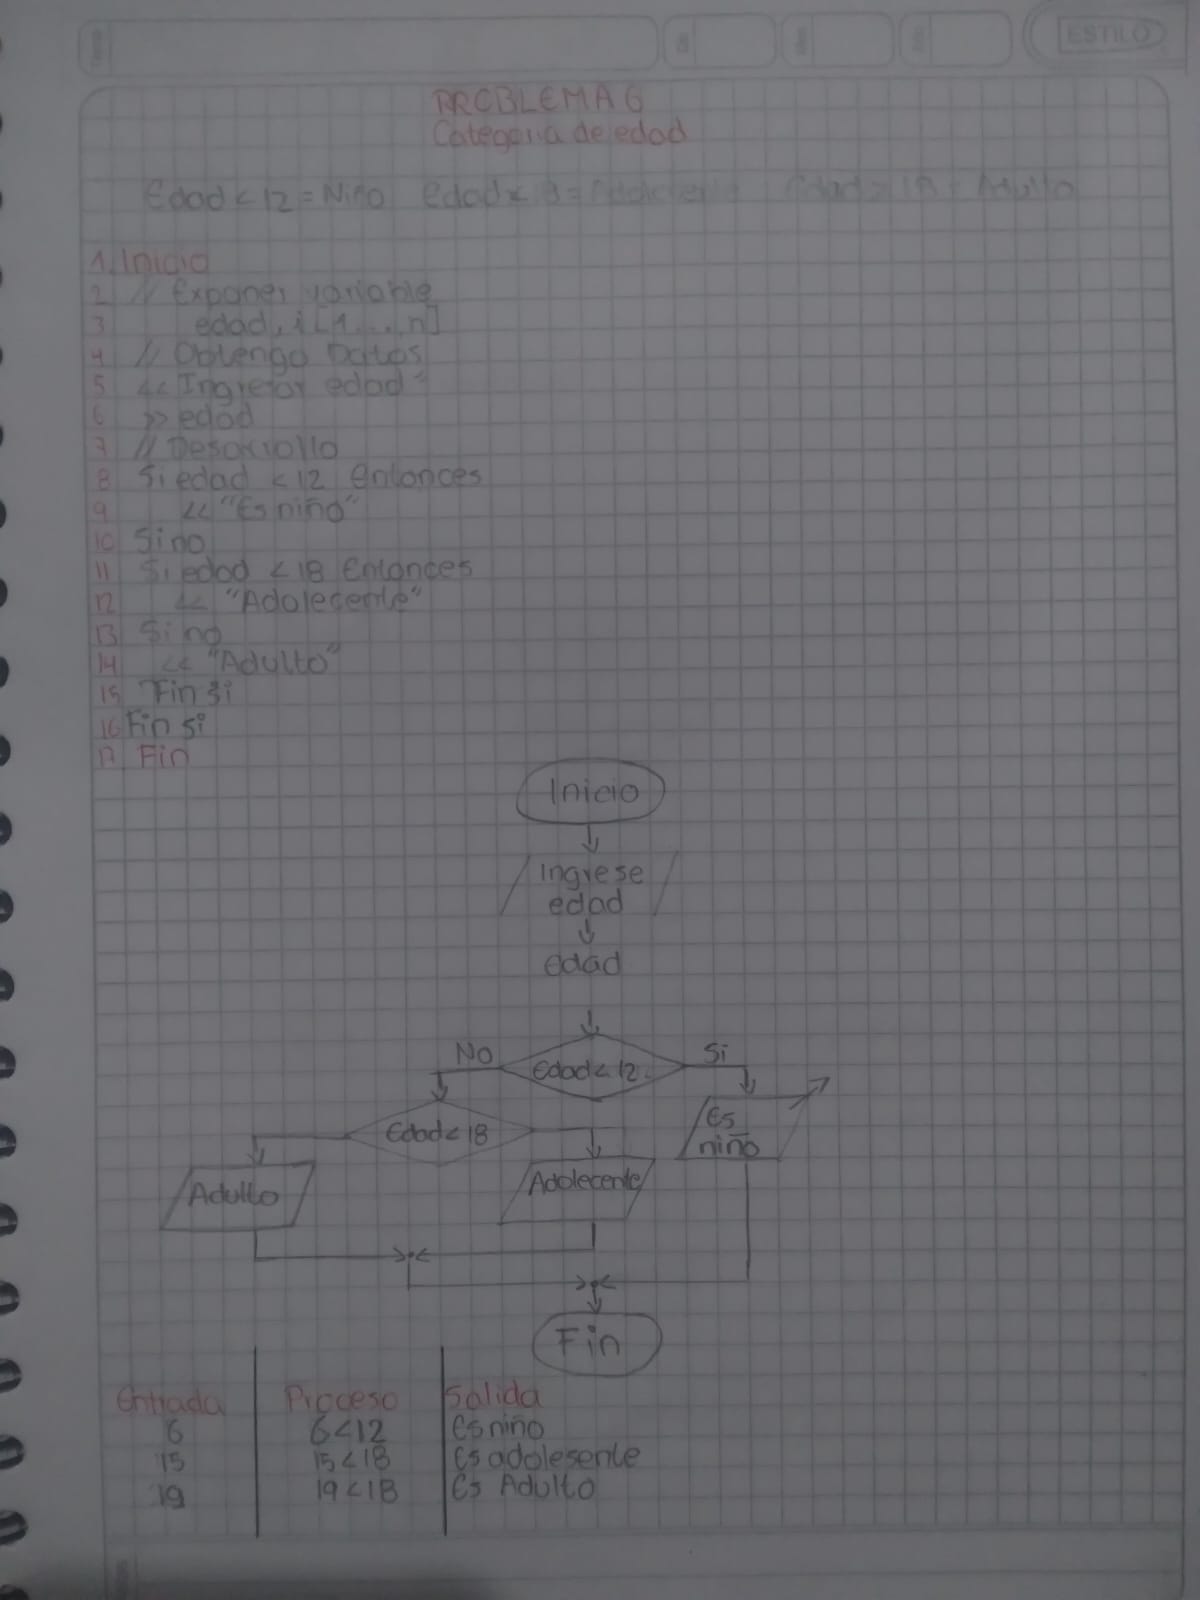 ESTILO
PROBLEMA 6
Categoria de edad
Edad < 12 = Niño Edad < Edad > 18 = Adulto
1. Inicio
2 // Exponer variable
3 edad, i [1...n]
4 // Obtengo Datos
5 << "Ingresar edad"
6 >> edad
7 // Desarrollo
8 Si edad < 12 entonces
9 << "Es niño"
10 Sino
11 Si edad < 18 Entonces
12 << "Adolecente"
13 Si no
14 << "Adulto"
15 Fin si
16 Fin si
17 Fin
Inicio
Ingrese
edad
edad
No Edad < 12 Si
Edad < 18 Es
niño
Adulto Adolecente
Fin
Entrada Proceso Salida
6 6 < 12 Es niño
15 15 < 18 Es adolesente
19 19 < 18 Es Adulto